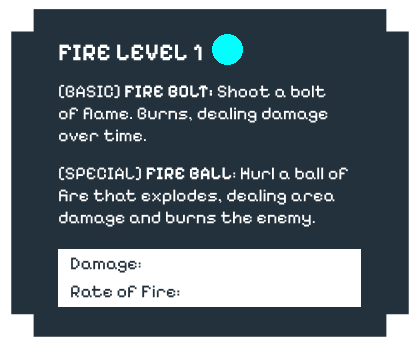 FIRE LEVEL 1
(BASIC) FIRE BOLT: Shoot a bolt
of flame. Burns, dealing damage
over time.
(SPECIAL) FIRE BALL: Hurl a ball of
fire that explodes, dealing area
damage and burns the enemy.
Damage:
Rate of Fire: